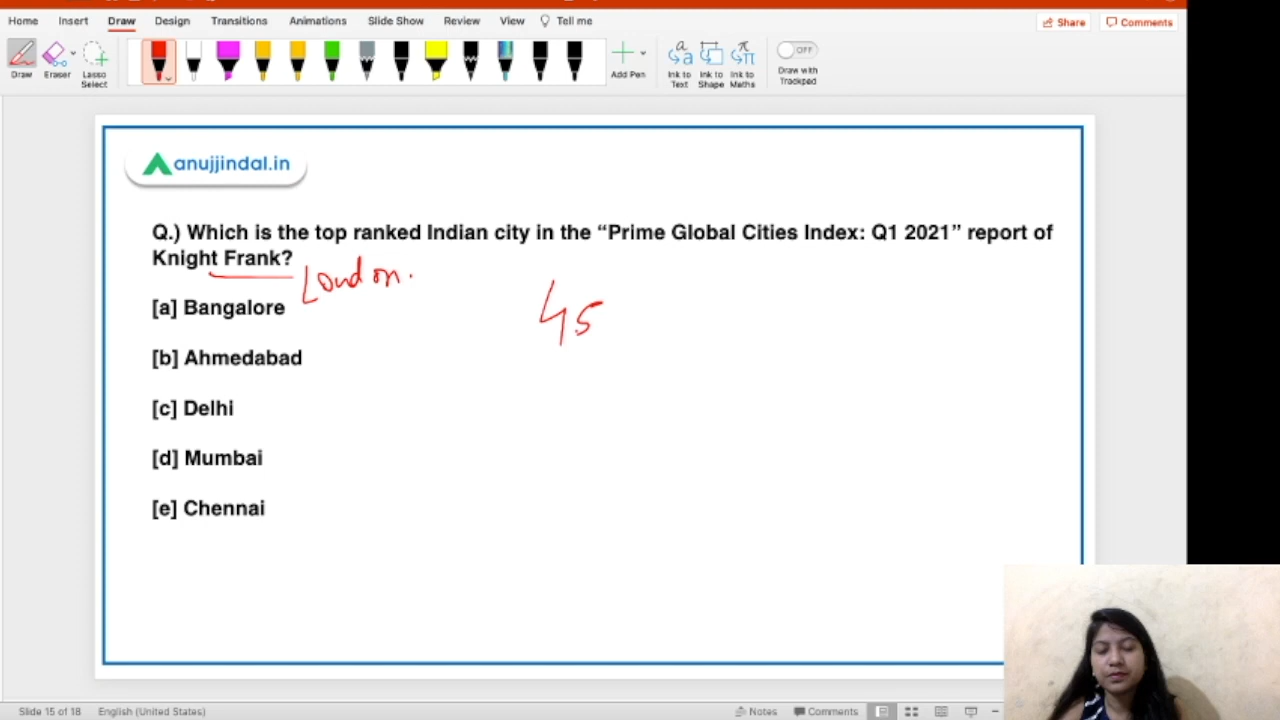 Home Insert Draw Design Transitions Animations Slide Show Review View Tell me Share Comments
Draw Eraser Lasso Select Add Pen Ink to Text Ink to Shape Ink to Maths OFF Draw with Trackpad
anujjindal.in
Q.) Which is the top ranked Indian city in the “Prime Global Cities Index: Q1 2021” report of
Knight Frank?
London.
[a] Bangalore
45
[b] Ahmedabad
[c] Delhi
[d] Mumbai
[e] Chennai
Slide 15 of 18 English (United States) Notes Comments